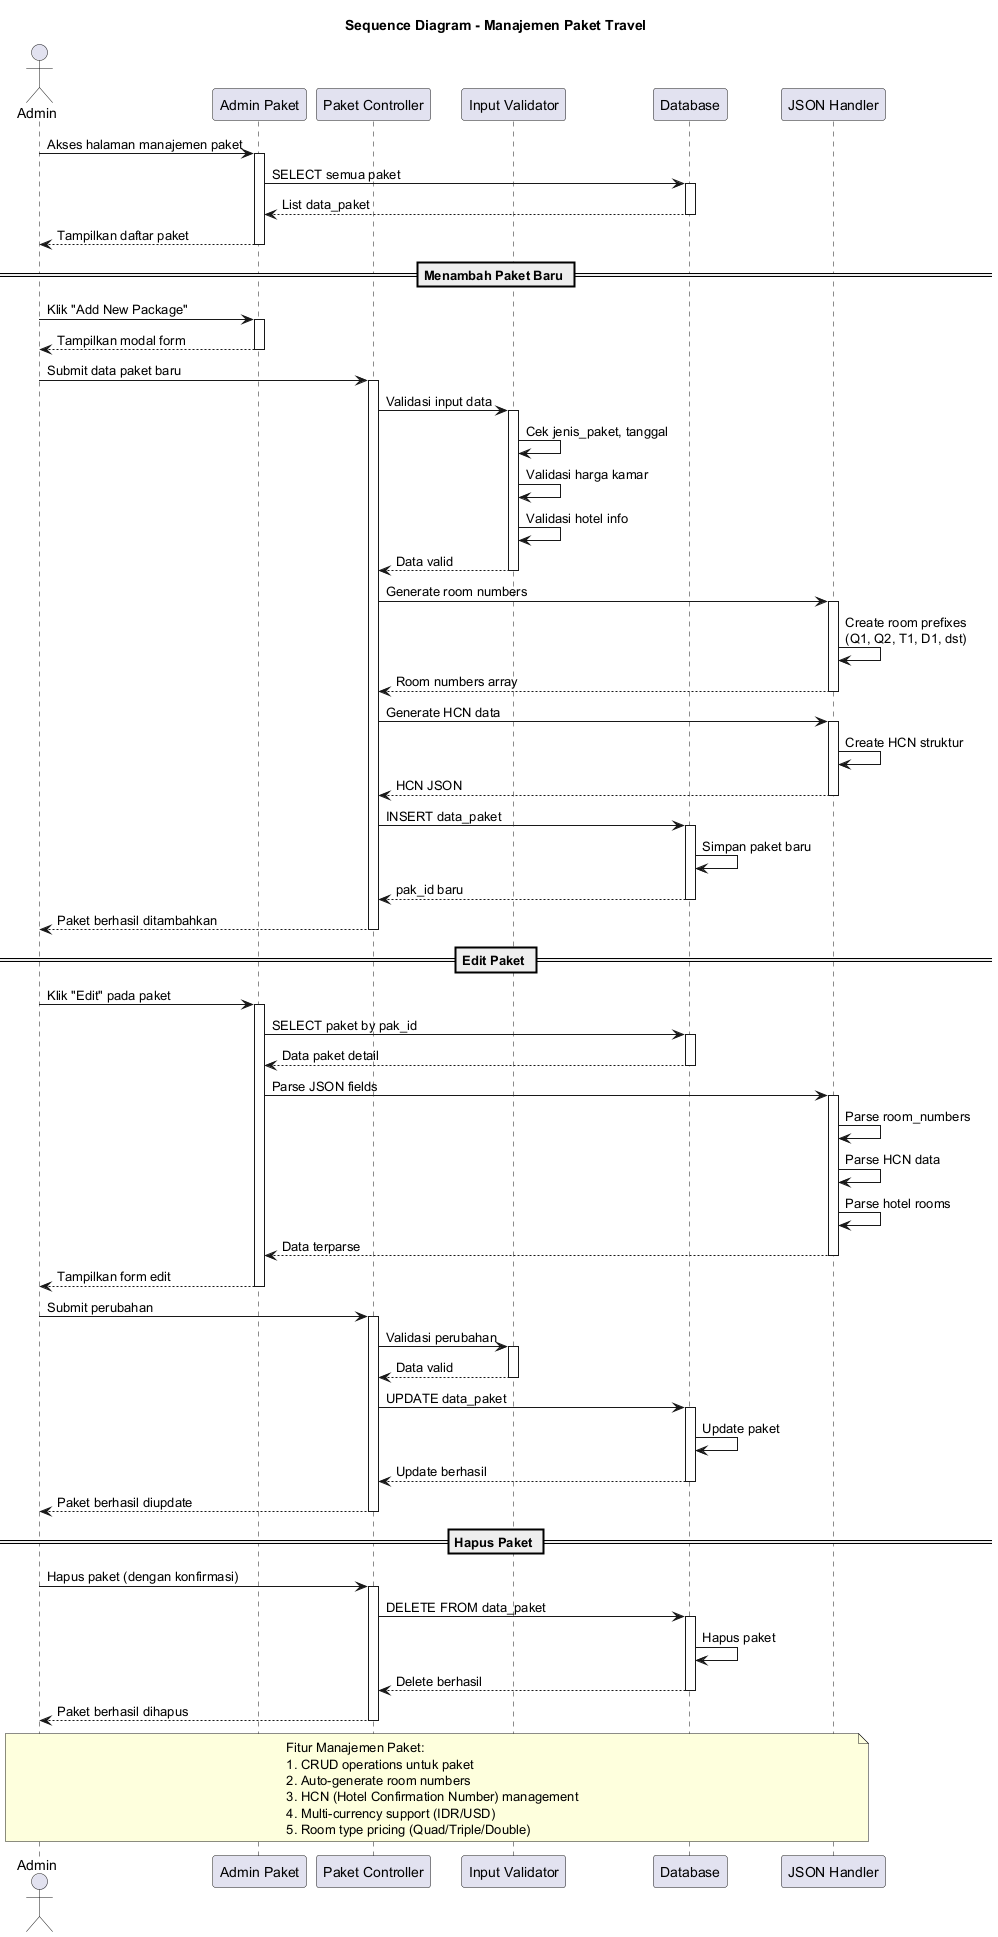 Sequence Diagram - Manajemen Paket Travel
Admin
Admin Paket
Paket Controller
Input Validator
Database
JSON Handler
Akses halaman manajemen paket
SELECT semua paket
List data_paket
Tampilkan daftar paket
Menambah Paket Baru
Klik "Add New Package"
Tampilkan modal form
Submit data paket baru
Validasi input data
Cek jenis_paket, tanggal
Validasi harga kamar
Validasi hotel info
Data valid
Generate room numbers
Create room prefixes
(Q1, Q2, T1, D1, dst)
Room numbers array
Generate HCN data
Create HCN struktur
HCN JSON
INSERT data_paket
Simpan paket baru
pak_id baru
Paket berhasil ditambahkan
Edit Paket
Klik "Edit" pada paket
SELECT paket by pak_id
Data paket detail
Parse JSON fields
Parse room_numbers
Parse HCN data
Parse hotel rooms
Data terparse
Tampilkan form edit
Submit perubahan
Validasi perubahan
Data valid
UPDATE data_paket
Update paket
Update berhasil
Paket berhasil diupdate
Hapus Paket
Hapus paket (dengan konfirmasi)
DELETE FROM data_paket
Hapus paket
Delete berhasil
Paket berhasil dihapus
Fitur Manajemen Paket:
1. CRUD operations untuk paket
2. Auto-generate room numbers
3. HCN (Hotel Confirmation Number) management
4. Multi-currency support (IDR/USD)
5. Room type pricing (Quad/Triple/Double)
Admin
Admin Paket
Paket Controller
Input Validator
Database
JSON Handler